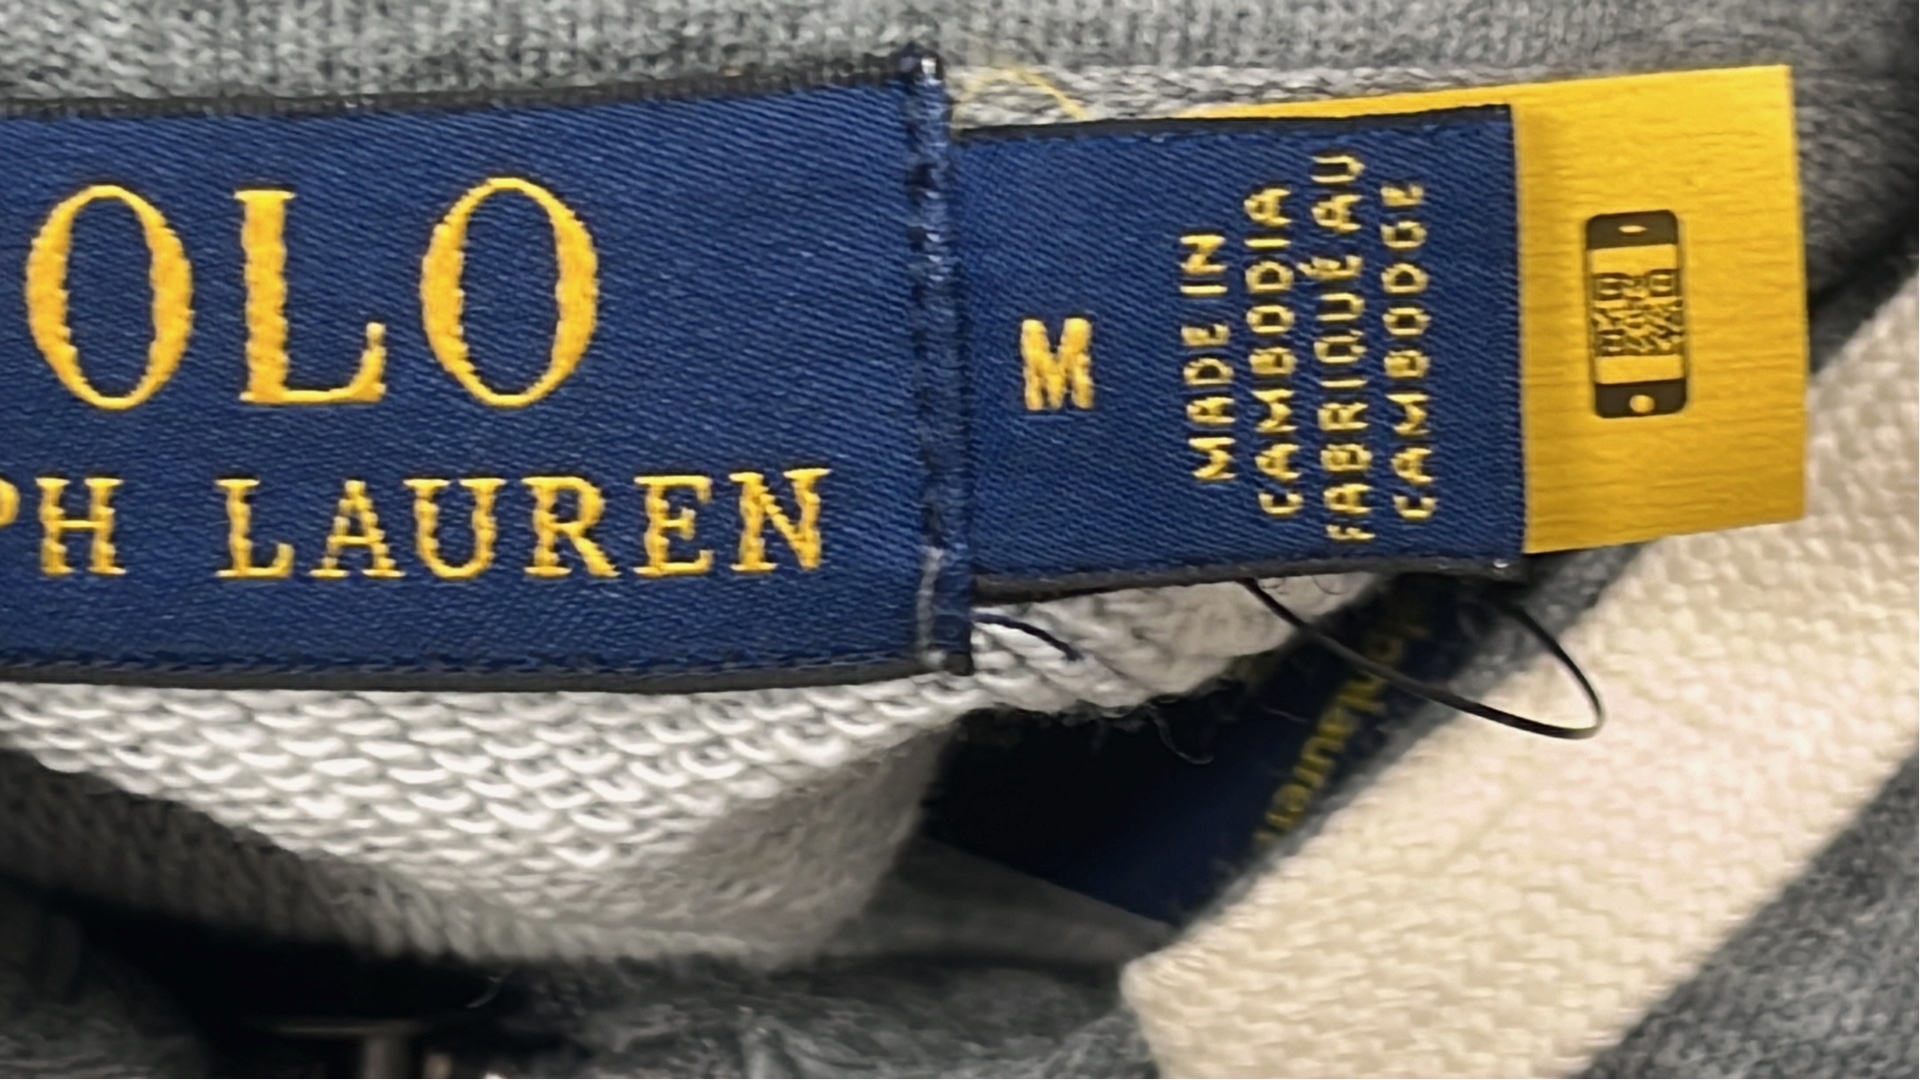 OLO
PH LAUREN
M
MADE IN
CAMBODIA
FABRIQUÉ AU
CAMBODGE